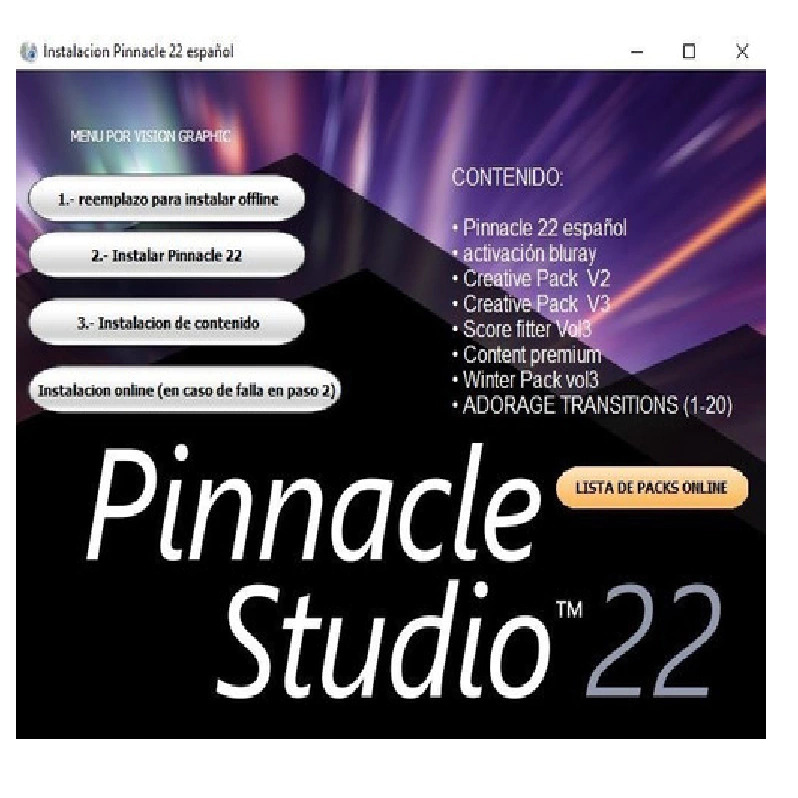 Instalacion Pinnacle 22 español
MENU POR VISION GRAPHIC
1.- reemplazo para instalar offline
2.- Instalar Pinnacle 22
3.- Instalacion de contenido
Instalacion online (en caso de falla en paso 2)
CONTENIDO:
• Pinnacle 22 español
• activación bluray
• Creative Pack V2
• Creative Pack V3
• Score fitter Vol3
• Content premium
• Winter Pack vol3
• ADORAGE TRANSITIONS (1-20)
LISTA DE PACKS ONLINE
Pinnacle
Studio™ 22